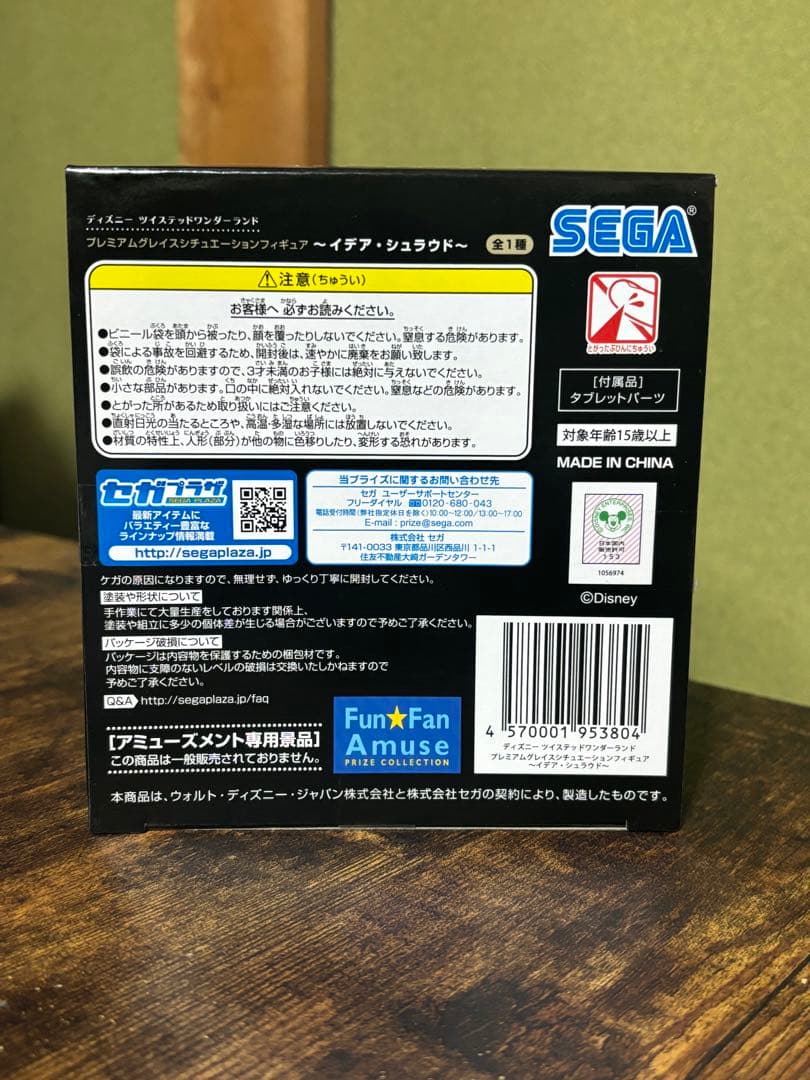 ディズニー ツイステッドワンダーランド
プレミアムグレイスシチュエーションフィギュア ～イデア・シュラウド～ 全1種
SEGA®
⚠注意(ちゅうい)
お客様へ 必ずお読みください。
●ビニール袋を頭から被ったり、顔を覆ったりしないでください。窒息する危険があります。
●袋による事故を回避するため、開封後は、速やかに廃棄をお願い致します。
●誤飲の危険がありますので、3才未満のお子様には絶対に与えないでください。
●小さな部品があります。口の中に絶対入れないでください。窒息などの危険があります。
●とがった所があるため取り扱いにはご注意ください。
●直射日光の当たるところや、高温・多湿な場所には放置しないでください。
●材質の特性上、人形(部分)が他の物に色移りしたり、変形する恐れがあります。
とがったぶひんにちゅうい
[付属品]
タブレットパーツ
対象年齢15歳以上
MADE IN CHINA
セガプラザ
SEGA PLAZA
最新アイテムに
バラエティー豊富な
ラインナップ情報満載
http://segaplaza.jp
当プライズに関するお問い合わせ先
セガ ユーザーサポートセンター
フリーダイヤル 0120-680-043
電話受付時間(弊社指定休日を除く)10:00~12:00/13:00~17:00
E-mail : prize@sega.com
株式会社 セガ
〒141-0033 東京都品川区西品川 1-1-1
住友不動産大崎ガーデンタワー
日本国内
販売許可
153
1056974
©Disney
ケガの原因になりますので、無理せず、ゆっくり丁寧に開封してください。
塗装や形状について
手作業にて大量生産をしております関係上、
塗装や組立に多少の個体差が生じる場合がございますので予めご了承ください。
パッケージ破損について
パッケージは内容物を保護するための梱包材です。
内容物に支障のないレベルの破損は交換いたしかねますので
予めご了承ください。
Q&A http://segaplaza.jp/faq
[アミューズメント専用景品]
この商品は一般販売されておりません。
Fun★Fan
Amuse
PRIZE COLLECTION
4 570001 953804
ディズニー ツイステッドワンダーランド
プレミアムグレイスシチュエーションフィギュア
～イデア・シュラウド～
本商品は、ウォルト・ディズニー・ジャパン株式会社と株式会社セガの契約により、製造したものです。